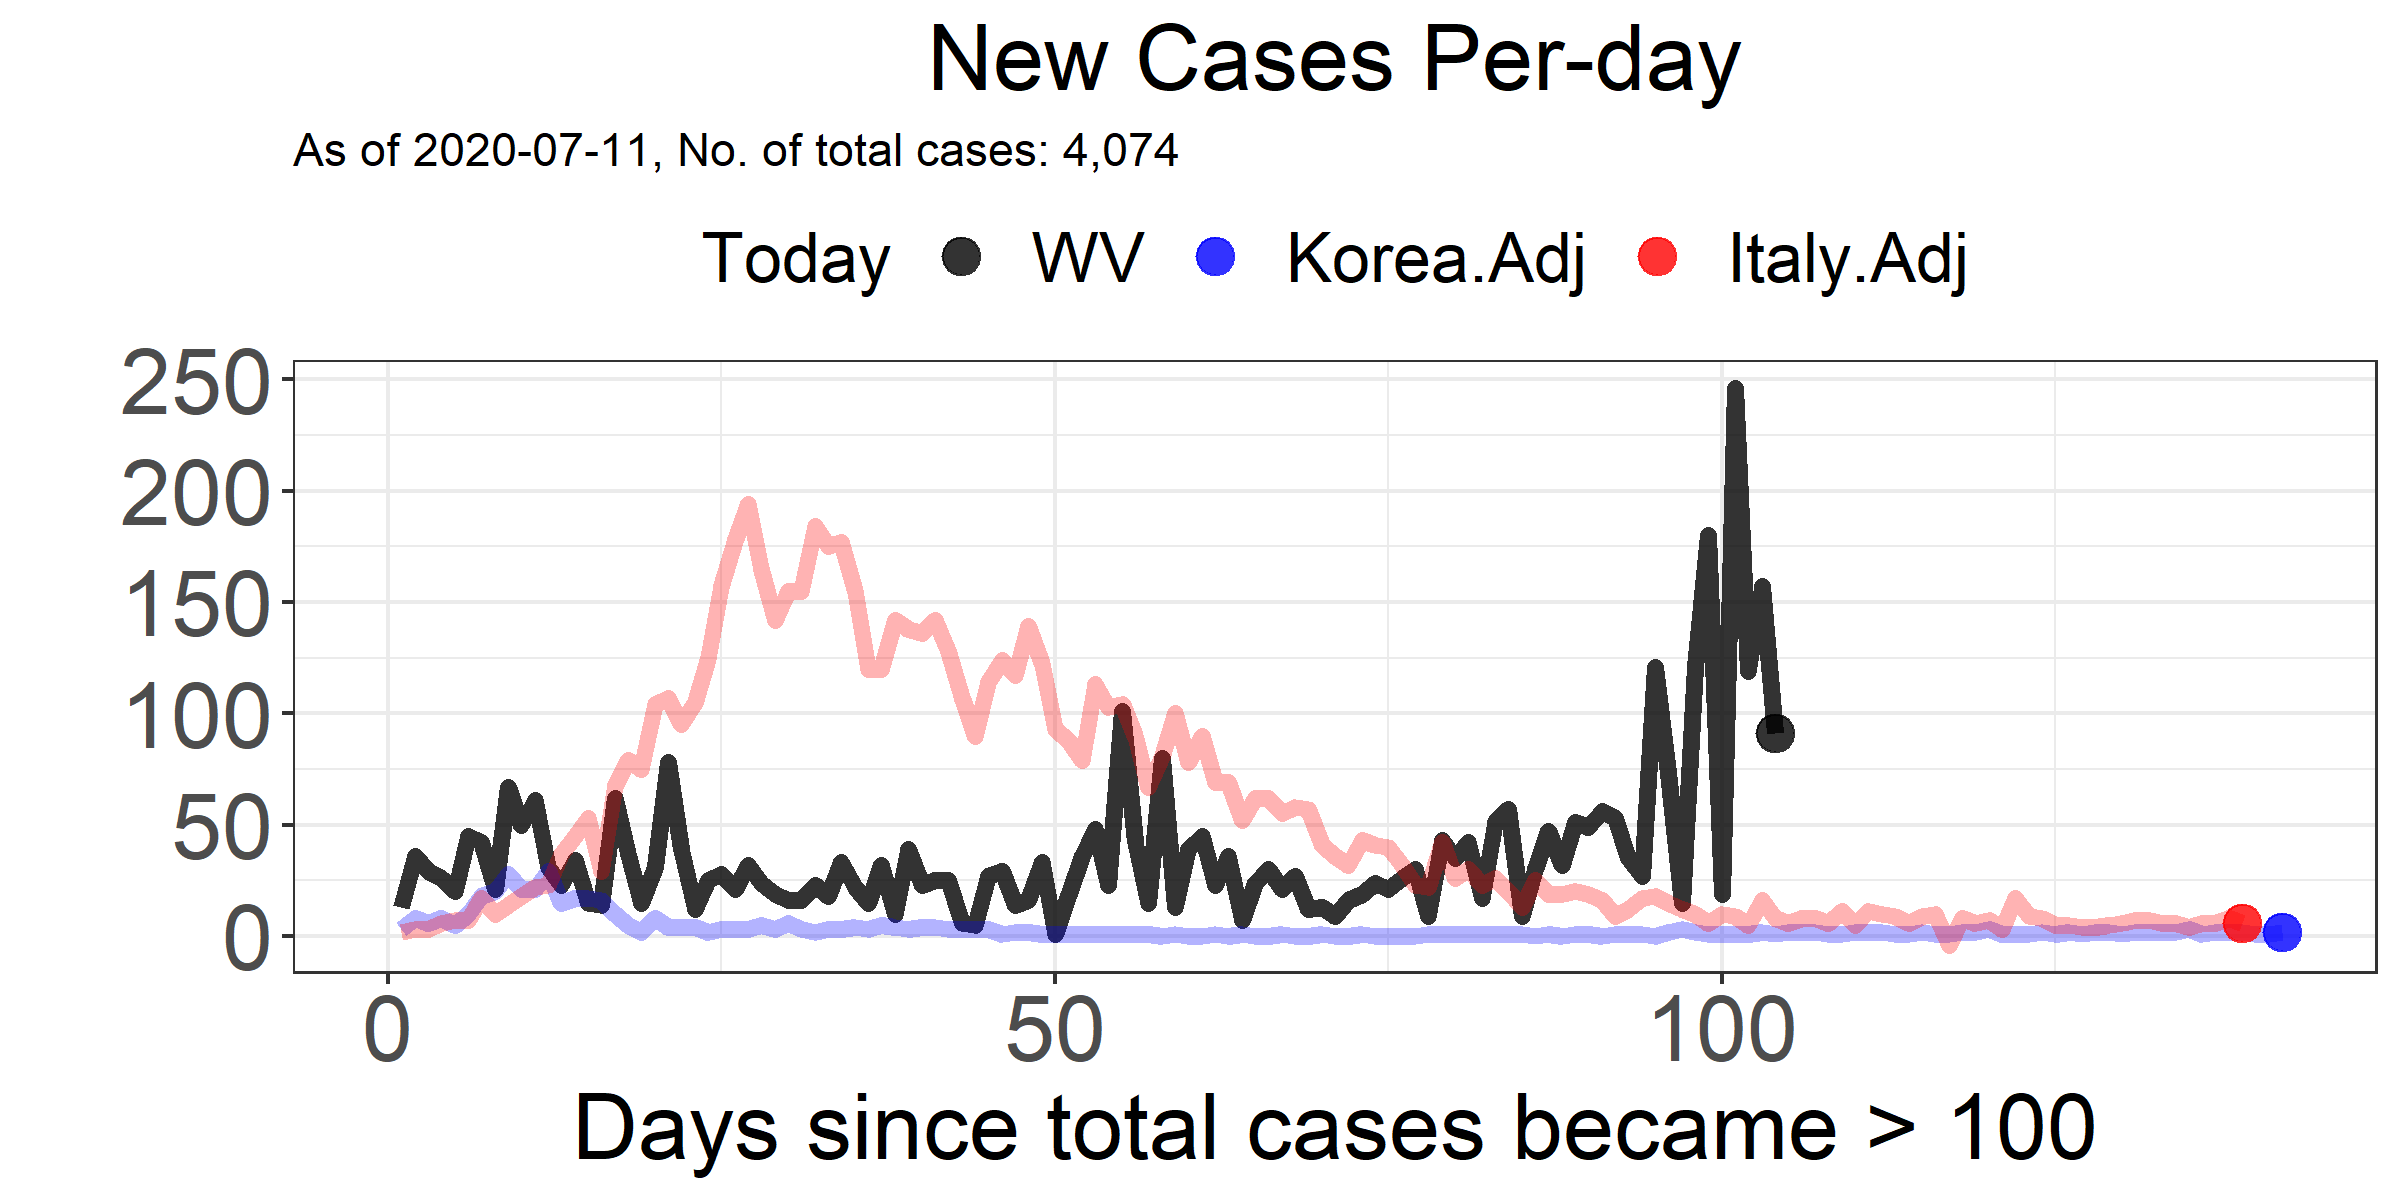 New Cases Per-day
As of 2020-07-11, No. of total cases: 4,074
Today WV Korea.Adj Italy.Adj
250
200
150
100
50
0
0 50 100
Days since total cases became > 100